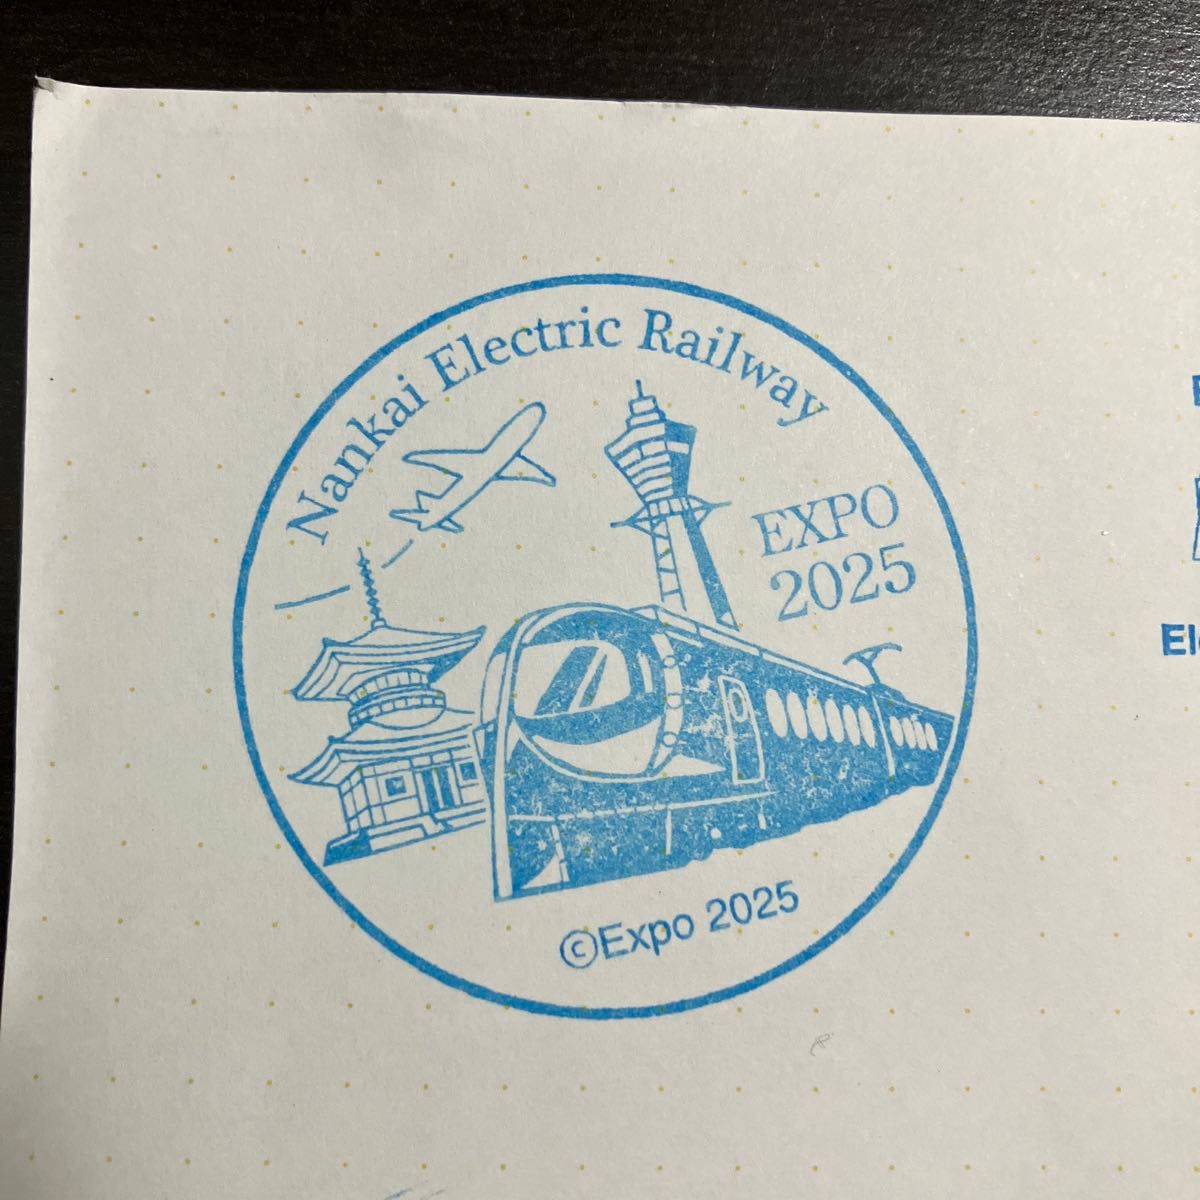 Nankai Electric Railway
EXPO
2025
©Expo 2025